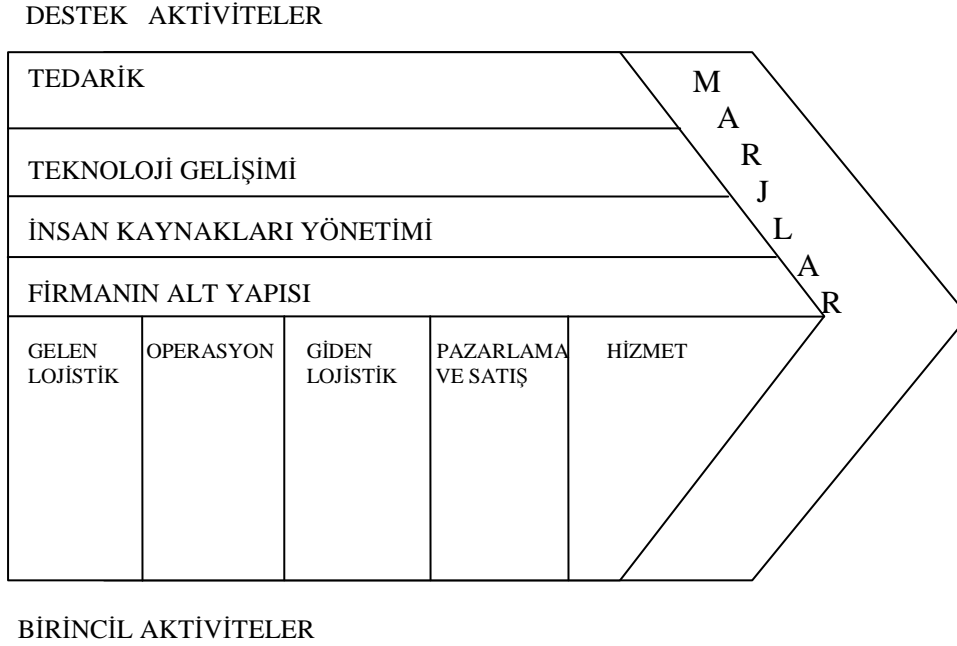 DESTEK AKTİVİTELER
TEDARİK
TEKNOLOJİ GELİŞİMİ
İNSAN KAYNAKLARI YÖNETİMİ
FİRMANIN ALT YAPISI
MARJLAR
GELEN
LOJİSTİK
OPERASYON
GİDEN
LOJİSTİK
PAZARLAMA
VE SATIŞ
HİZMET
BİRİNCİL AKTİVİTELER